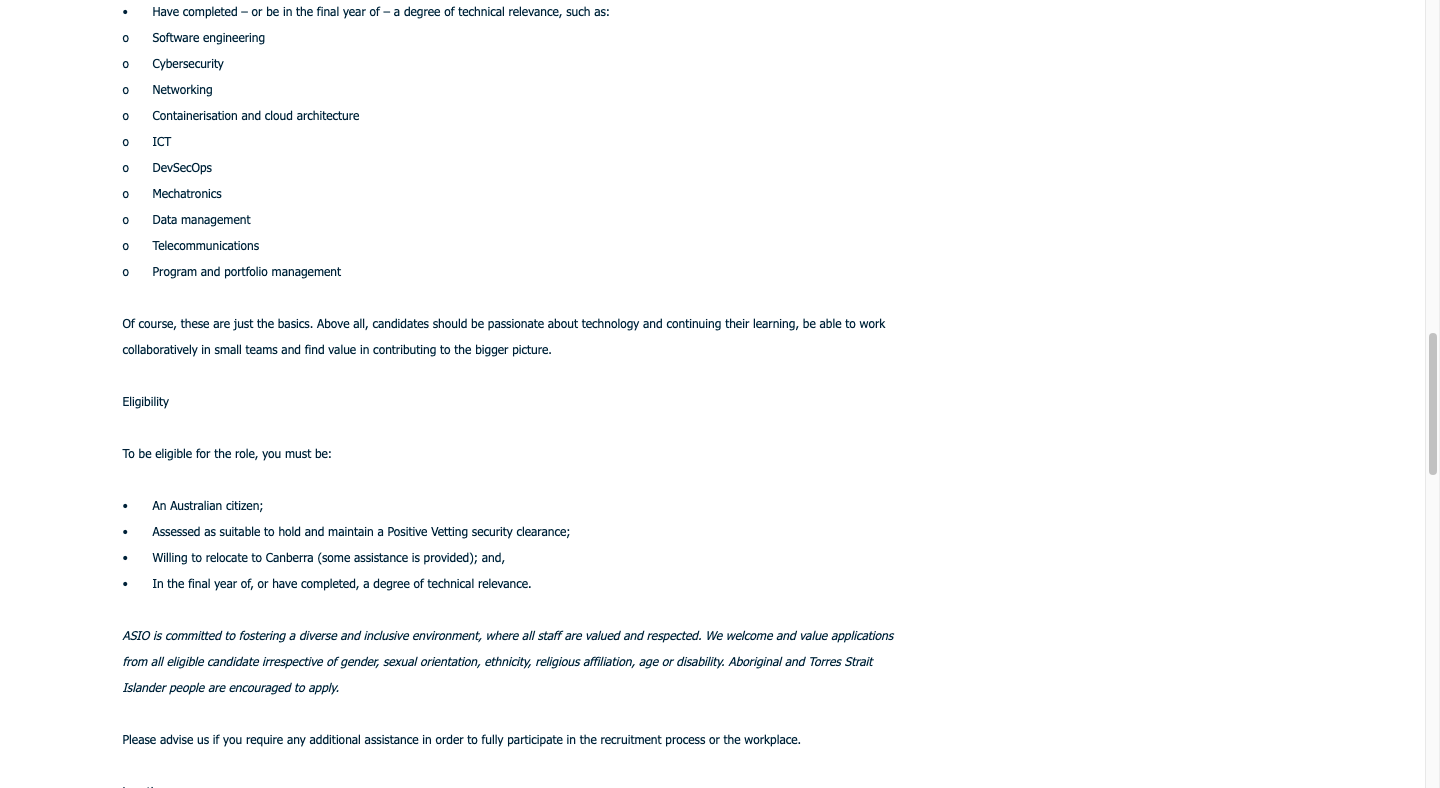 • Have completed – or be in the final year of – a degree of technical relevance, such as:
o Software engineering
o Cybersecurity
o Networking
o Containerisation and cloud architecture
o ICT
o DevSecOps
o Mechatronics
o Data management
o Telecommunications
o Program and portfolio management
Of course, these are just the basics. Above all, candidates should be passionate about technology and continuing their learning, be able to work
collaboratively in small teams and find value in contributing to the bigger picture.
Eligibility
To be eligible for the role, you must be:
• An Australian citizen;
• Assessed as suitable to hold and maintain a Positive Vetting security clearance;
• Willing to relocate to Canberra (some assistance is provided); and,
• In the final year of, or have completed, a degree of technical relevance.
ASIO is committed to fostering a diverse and inclusive environment, where all staff are valued and respected. We welcome and value applications
from all eligible candidate irrespective of gender, sexual orientation, ethnicity, religious affiliation, age or disability. Aboriginal and Torres Strait
Islander people are encouraged to apply.
Please advise us if you require any additional assistance in order to fully participate in the recruitment process or the workplace.